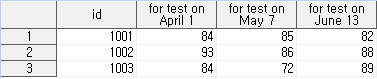 id for test on April 1 for test on May 7 for test on June 13
1 1001 84 85 82
2 1002 93 86 88
3 1003 84 72 89